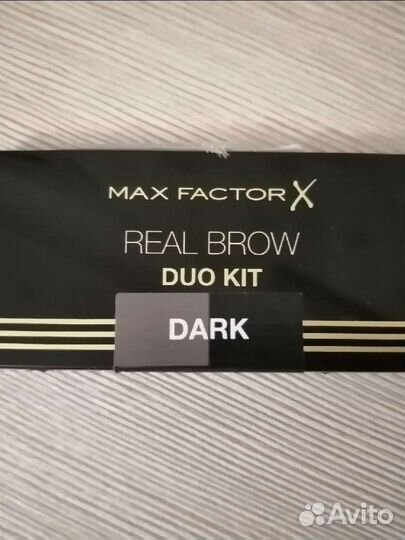 MAX FACTOR X
REAL BROW
DUO KIT
DARK
Avito